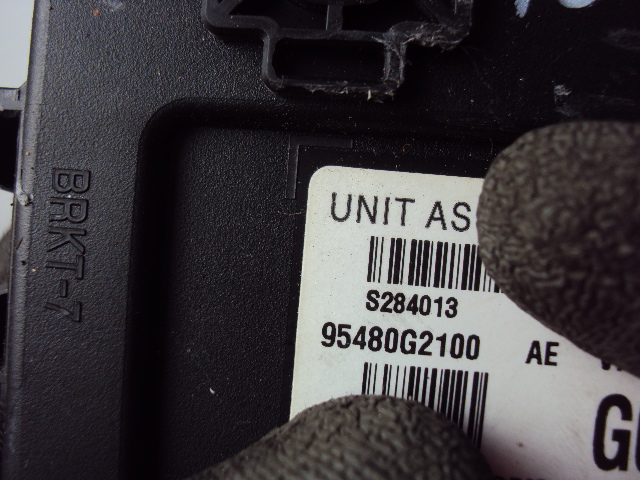 BRKT-7
UNIT AS
S284013
95480G2100 AE